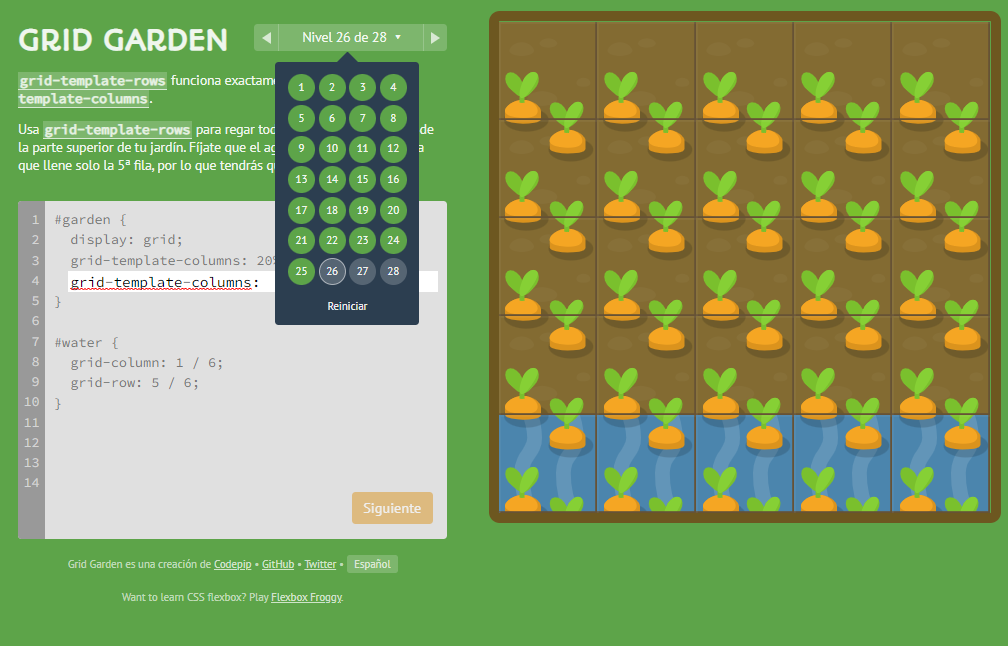 GRID GARDEN
◀ Nivel 26 de 28 ▶
grid-template-rows funciona exactame
template-columns.
Usa grid-template-rows para regar tod de
la parte superior de tu jardín. Fíjate que el ag a
que llene solo la 5ª fila, por lo que tendrás qu
1 2 3 4
5 6 7 8
9 10 11 12
13 14 15 16
17 18 19 20
21 22 23 24
25 26 27 28
Reiniciar
1 #garden {
2 display: grid;
3 grid-template-columns: 20%
4 grid-template-columns:
5 }
6
7 #water {
8 grid-column: 1 / 6;
9 grid-row: 5 / 6;
10 }
11
12
13
14
Siguiente
Grid Garden es una creación de Codepip • GitHub • Twitter • Español
Want to learn CSS flexbox? Play Flexbox Froggy.